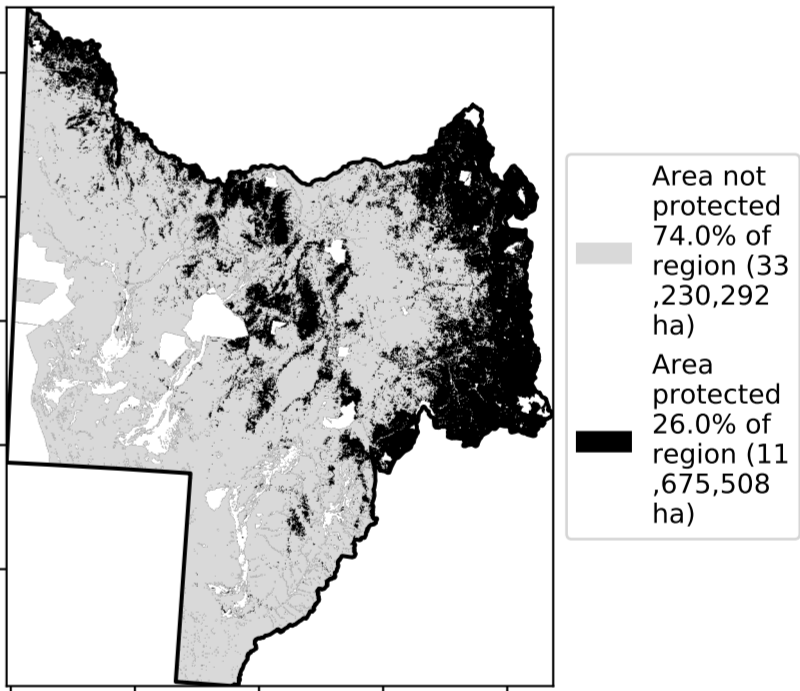 Area not
protected
74.0% of
region (33
,230,292
ha)
Area
protected
26.0% of
region (11
,675,508
ha)